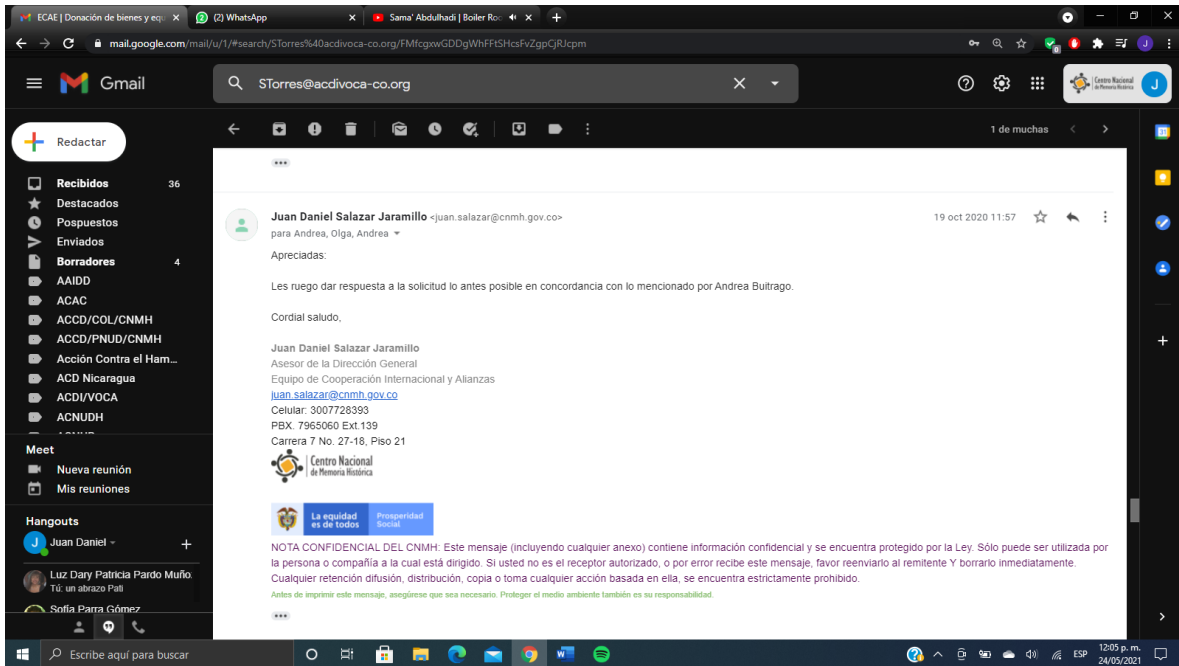 ECAE | Donación de bienes y equ
(2) WhatsApp
Sama' Abdulhadi | Boiler Roo
mail.google.com/mail/u/1/#search/STorres%40acdivoca-co.org/FMfcgxwGDDgWhFFtSHcsFvZgpCjRJcpm
Gmail
STorres@acdivoca-co.org
Centro Nacional
de Memoria Histórica
J
Redactar
1 de muchas
Recibidos 36
Destacados
Pospuestos
Enviados
Borradores 4
AAIDD
ACAC
ACCD/COL/CNMH
ACCD/PNUD/CNMH
Acción Contra el Ham...
ACD Nicaragua
ACDI/VOCA
ACNUDH
Meet
Nueva reunión
Mis reuniones
Hangouts
J Juan Daniel
Luz Dary Patricia Pardo Muño:
Tú: un abrazo Pati
Sofía Parra Gómez
Juan Daniel Salazar Jaramillo <juan.salazar@cnmh.gov.co> 19 oct 2020 11:57
para Andrea, Olga, Andrea
Apreciadas:
Les ruego dar respuesta a la solicitud lo antes posible en concordancia con lo mencionado por Andrea Buitrago.
Cordial saludo,
Juan Daniel Salazar Jaramillo
Asesor de la Dirección General
Equipo de Cooperación Internacional y Alianzas
juan.salazar@cnmh.gov.co
Celular: 3007728393
PBX. 7965060 Ext.139
Carrera 7 No. 27-18, Piso 21
Centro Nacional
de Memoria Histórica
La equidad Prosperidad
es de todos Social
NOTA CONFIDENCIAL DEL CNMH: Este mensaje (incluyendo cualquier anexo) contiene información confidencial y se encuentra protegido por la Ley. Sólo puede ser utilizada por
la persona o compañía a la cual está dirigido. Si usted no es el receptor autorizado, o por error recibe este mensaje, favor reenviarlo al remitente Y borrarlo inmediatamente.
Cualquier retención difusión, distribución, copia o toma cualquier acción basada en ella, se encuentra estrictamente prohibido.
Antes de imprimir este mensaje, asegúrese que sea necesario. Proteger el medio ambiente también es su responsabilidad.
Escribe aquí para buscar
ESP
12:05 p. m.
24/05/2021